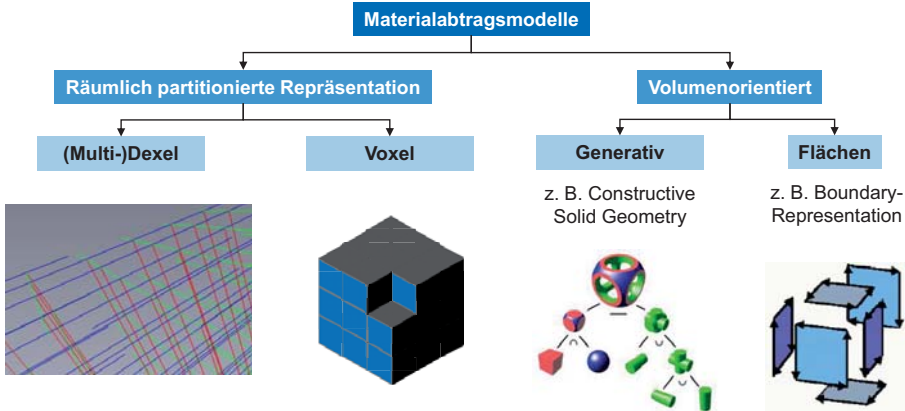 Materialabtragsmodelle
Räumlich partitionierte Repräsentation
Volumenorientiert
(Multi-)Dexel
Voxel
Generativ
Flächen
z. B. Constructive
Solid Geometry
z. B. Boundary-
Representation